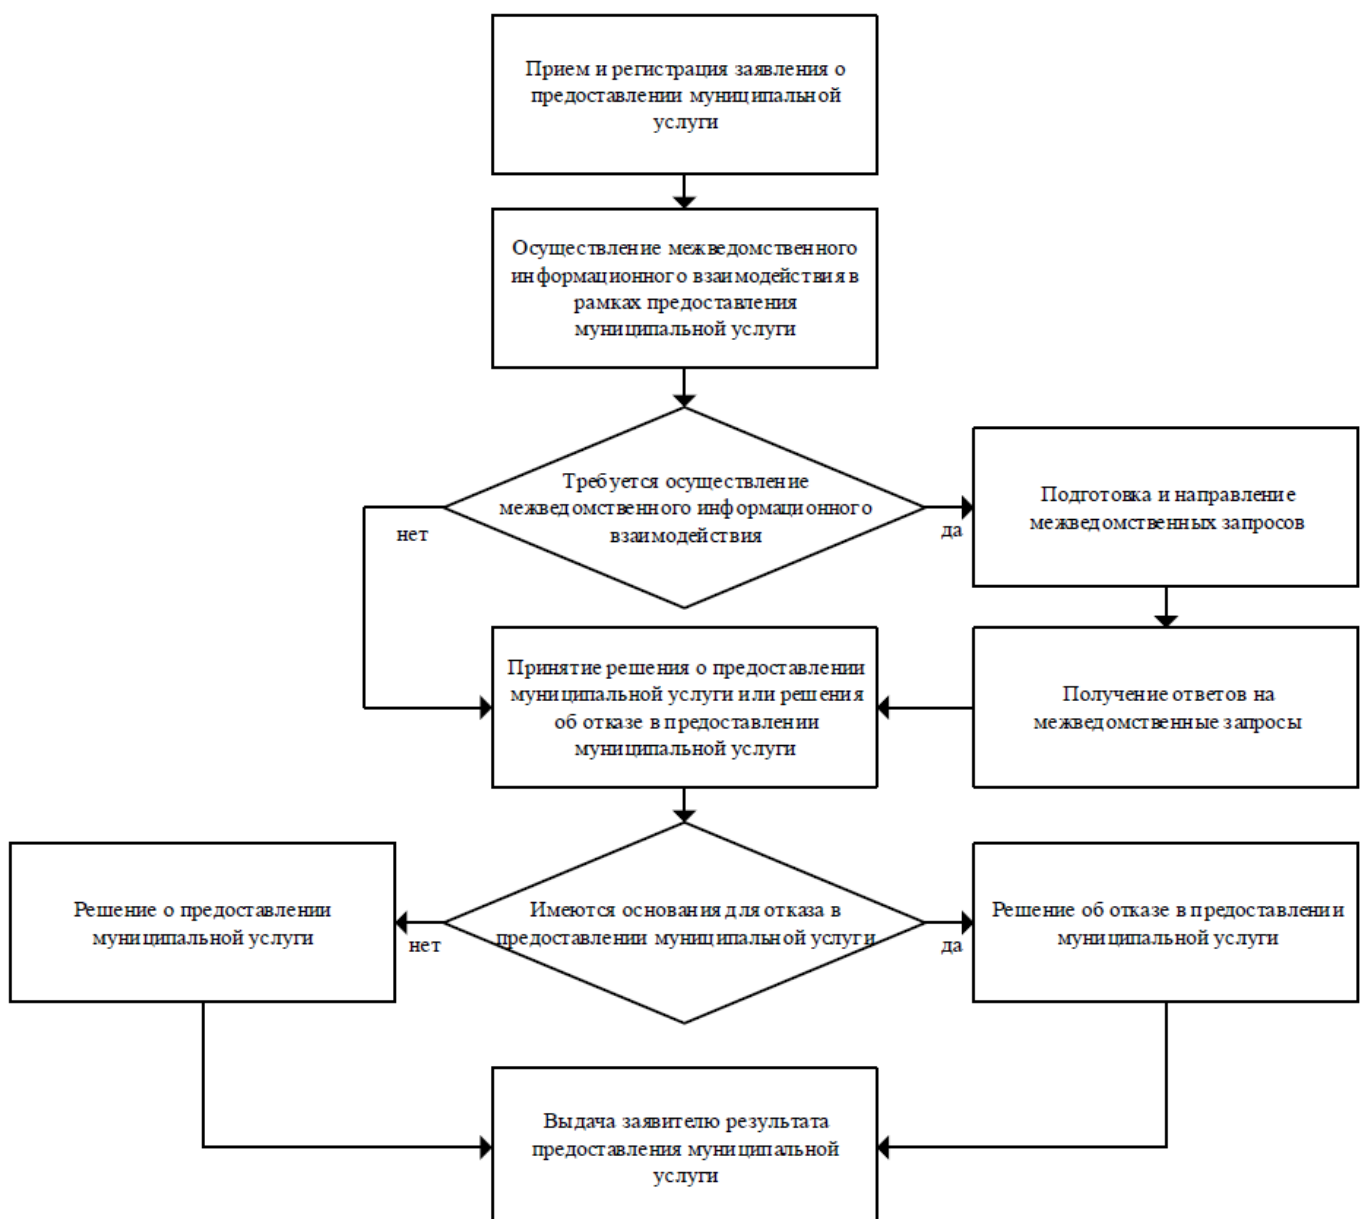 Прием и регистрация заявления о
предоставлении муниципальной
услуги
Осуществление межведомственного
информационного взаимодействия в
рамках предоставления
муниципальной услуги
Требуется осуществление
межведомственного информационного
взаимодействия
нет
да
Подготовка и направление
межведомственных запросов
Принятие решения о предоставлении
муниципальной услуги или решения
об отказе в предоставлении
муниципальной услуги
Получение ответов на
межведомственные запросы
Решение о предоставлении
муниципальной услуги
нет
Имеются основания для отказа в
предоставлении муниципальной услуги
да
Решение об отказе в предоставлении
муниципальной услуги
Выдача заявителю результата
предоставления муниципальной
услуги